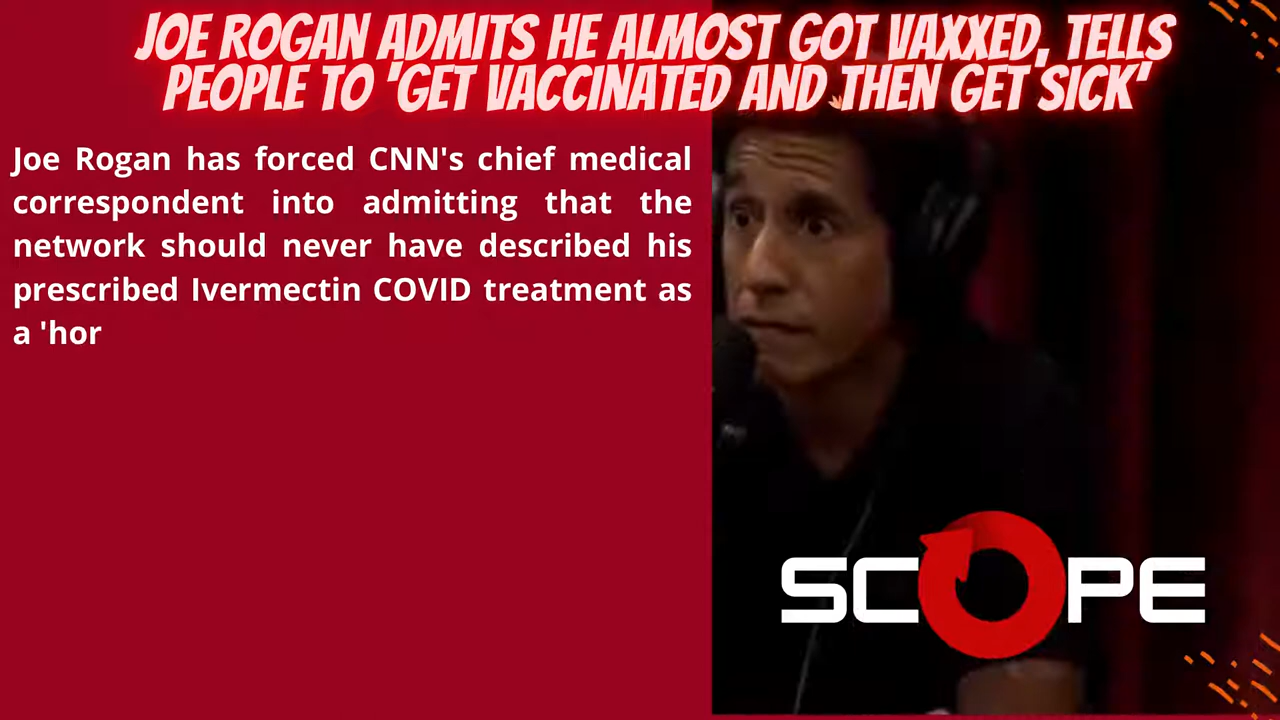 JOE ROGAN ADMITS HE ALMOST GOT VAXXED, TELLS
PEOPLE TO 'GET VACCINATED AND THEN GET SICK'
Joe Rogan has forced CNN's chief medical
correspondent into admitting that the
network should never have described his
prescribed Ivermectin COVID treatment as
a 'hor
SCOPE